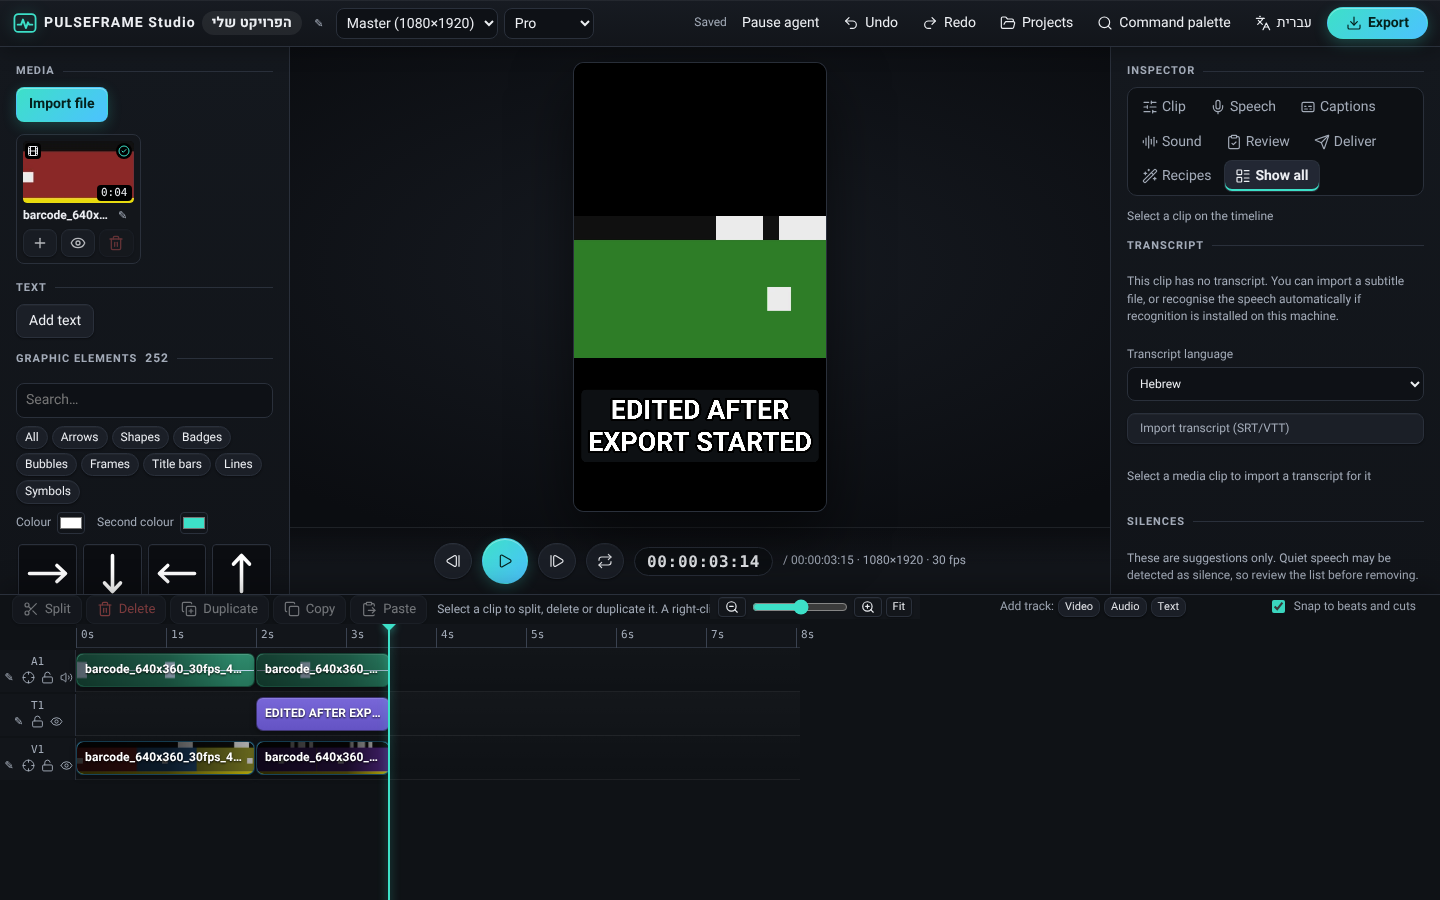 PULSEFRAME Studio
הפרויקט שלי
Master (1080×1920)
Pro
Saved
Pause agent
Undo
Redo
Projects
Command palette
עברית
Export
MEDIA
Import file
0:04
barcode_640x...
TEXT
Add text
GRAPHIC ELEMENTS 252
Search...
All
Arrows
Shapes
Badges
Bubbles
Frames
Title bars
Lines
Symbols
Colour
Second colour
EDITED AFTER
EXPORT STARTED
00:00:03:14
/ 00:00:03:15 · 1080×1920 · 30 fps
INSPECTOR
Clip
Speech
Captions
Sound
Review
Deliver
Recipes
Show all
Select a clip on the timeline
TRANSCRIPT
This clip has no transcript. You can import a subtitle
file, or recognise the speech automatically if
recognition is installed on this machine.
Transcript language
Hebrew
Import transcript (SRT/VTT)
Select a media clip to import a transcript for it
SILENCES
These are suggestions only. Quiet speech may be
detected as silence, so review the list before removing.
Split
Delete
Duplicate
Copy
Paste
Select a clip to split, delete or duplicate it. A right-cli
Fit
Add track:
Video
Audio
Text
Snap to beats and cuts
0s
1s
2s
3s
4s
5s
6s
7s
8s
A1
barcode_640x360_30fps_4...
barcode_640x360_...
T1
EDITED AFTER EXP...
V1
barcode_640x360_30fps_4...
barcode_640x360_...